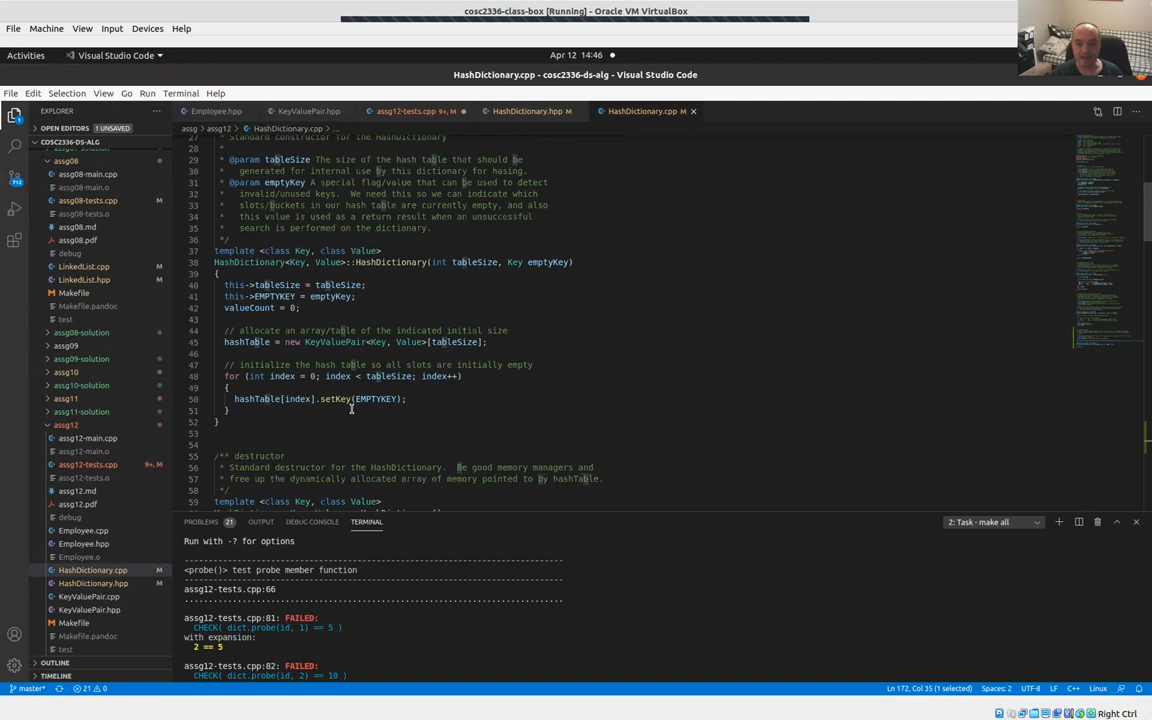 cosc2336-class-box [Running] - Oracle VM VirtualBox
File Machine View Input Devices Help
Activities Visual Studio Code Apr 12 14:46
HashDictionary.cpp - cosc2336-ds-alg - Visual Studio Code
File Edit Selection View Go Run Terminal Help
EXPLORER ··· Employee.hpp KeyValuePair.hpp assg12-tests.cpp 9+, M HashDictionary.hpp M HashDictionary.cpp M
OPEN EDITORS 1 UNSAVED
assg > assg12 > HashDictionary.cpp > ...
COSC2336-DS-ALG
assg07-solution
assg08
assg08-main.cpp
assg08-main.o
assg08-tests.cpp
assg08-tests.o
assg08.md
assg08.pdf
debug
LinkedList.cpp
LinkedList.hpp
Makefile
Makefile.pandoc
test
assg08-solution
assg09
assg09-solution
assg10
assg10-solution
assg11
assg11-solution
assg12
assg12-main.cpp
assg12-main.o
assg12-tests.cpp 9+, M
assg12-tests.o
assg12.md
assg12.pdf
debug
Employee.cpp
Employee.hpp
Employee.o
HashDictionary.cpp M
HashDictionary.hpp M
KeyValuePair.cpp
KeyValuePair.hpp
Makefile
Makefile.pandoc
test
OUTLINE
TIMELINE
712
27 * Standard constructor for the HashDictionary
28 *
29 * @param tableSize The size of the hash table that should be
30 * generated for internal use by this dictionary for hasing.
31 * @param emptyKey A special flag/value that can be used to detect
32 * invalid/unused keys. We need this so we can indicate which
33 * slots/buckets in our hash table are currently empty, and also
34 * this value is used as a return result when an unsuccessful
35 * search is performed on the dictionary.
36 */
37 template <class Key, class Value>
38 HashDictionary<Key, Value>::HashDictionary(int tableSize, Key emptyKey)
39 {
40 this->tableSize = tableSize;
41 this->EMPTYKEY = emptyKey;
42 valueCount = 0;
43
44 // allocate an array/table of the indicated initial size
45 hashTable = new KeyValuePair<Key, Value>[tableSize];
46
47 // initialize the hash table so all slots are initially empty
48 for (int index = 0; index < tableSize; index++)
49 {
50 hashTable[index].setKey(EMPTYKEY);
51 }
52 }
53
54
55 /** destructor
56 * Standard destructor for the HashDictionary. Be good memory managers and
57 * free up the dynamically allocated array of memory pointed to by hashTable.
58 */
59 template <class Key, class Value>
PROBLEMS 21 OUTPUT DEBUG CONSOLE TERMINAL 2: Task - make all
Run with -? for options
-------------------------------------------------------------------------------
<probe()> test probe member function
-------------------------------------------------------------------------------
assg12-tests.cpp:66
...............................................................................
assg12-tests.cpp:81: FAILED:
CHECK( dict.probe(id, 1) == 5 )
with expansion:
2 == 5
assg12-tests.cpp:82: FAILED:
CHECK( dict.probe(id, 2) == 10 )
master* 21 0 Ln 172, Col 35 (1 selected) Spaces: 2 UTF-8 LF C++ Linux
Right Ctrl